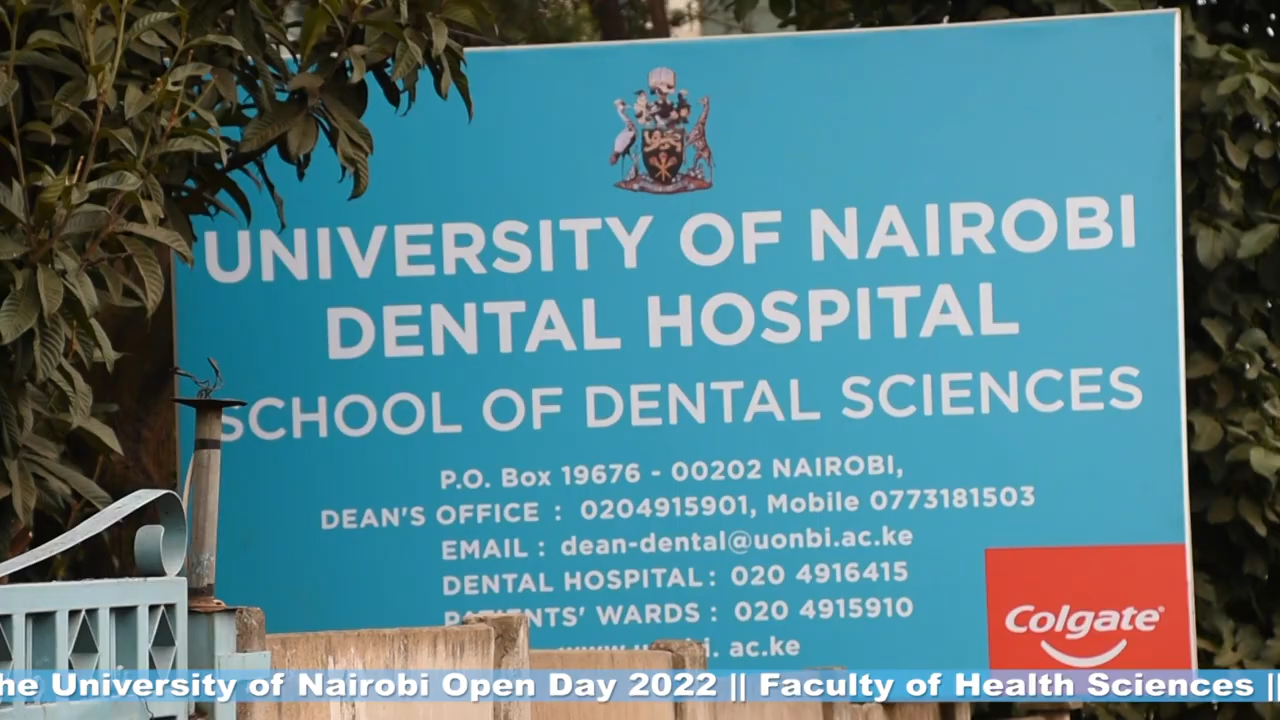 UNIVERSITY OF NAIROBI
DENTAL HOSPITAL
SCHOOL OF DENTAL SCIENCES
P.O. Box 19676 - 00202 NAIROBI,
DEAN'S OFFICE : 0204915901, Mobile 0773181503
EMAIL : dean-dental@uonbi.ac.ke
DENTAL HOSPITAL : 020 4916415
PATIENTS' WARDS : 020 4915910
ac.ke
Colgate
University of Nairobi Open Day 2022 || Faculty of Health Sciences ||